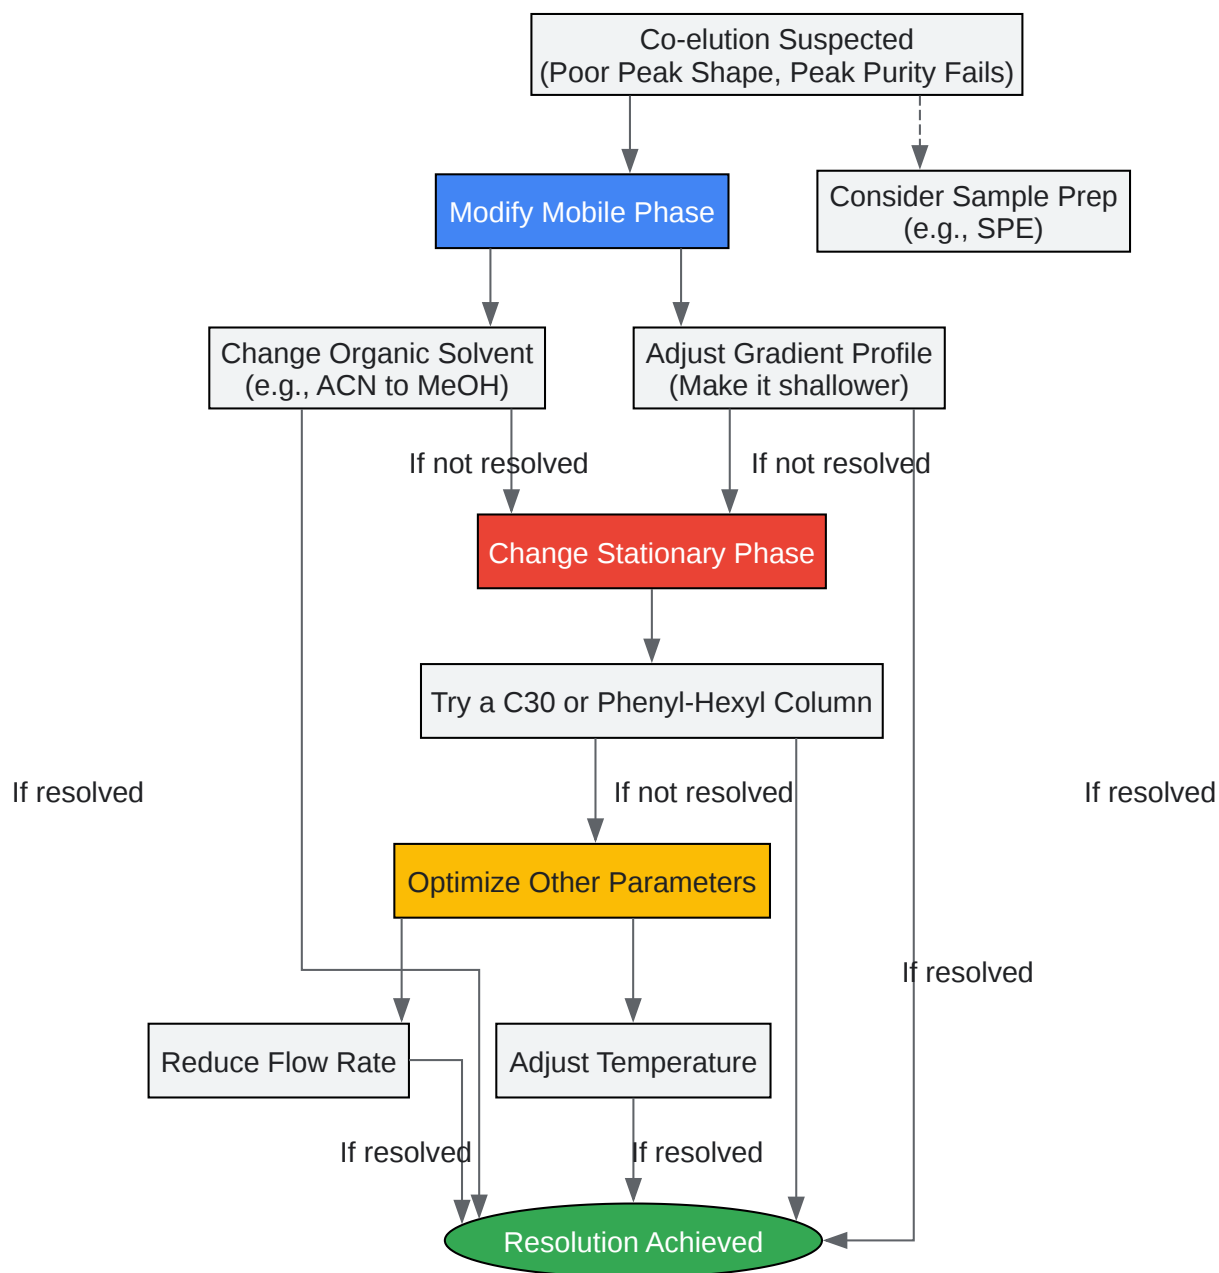 Co-elution Suspected
(Poor Peak Shape, Peak Purity Fails)
Modify Mobile Phase
Consider Sample Prep
(e.g., SPE)
Change Organic Solvent
(e.g., ACN to MeOH)
Adjust Gradient Profile
(Make it shallower)
If not resolved
If not resolved
Change Stationary Phase
Try a C30 or Phenyl-Hexyl Column
If resolved
If not resolved
If resolved
Optimize Other Parameters
If resolved
Reduce Flow Rate
Adjust Temperature
If resolved
If resolved
Resolution Achieved